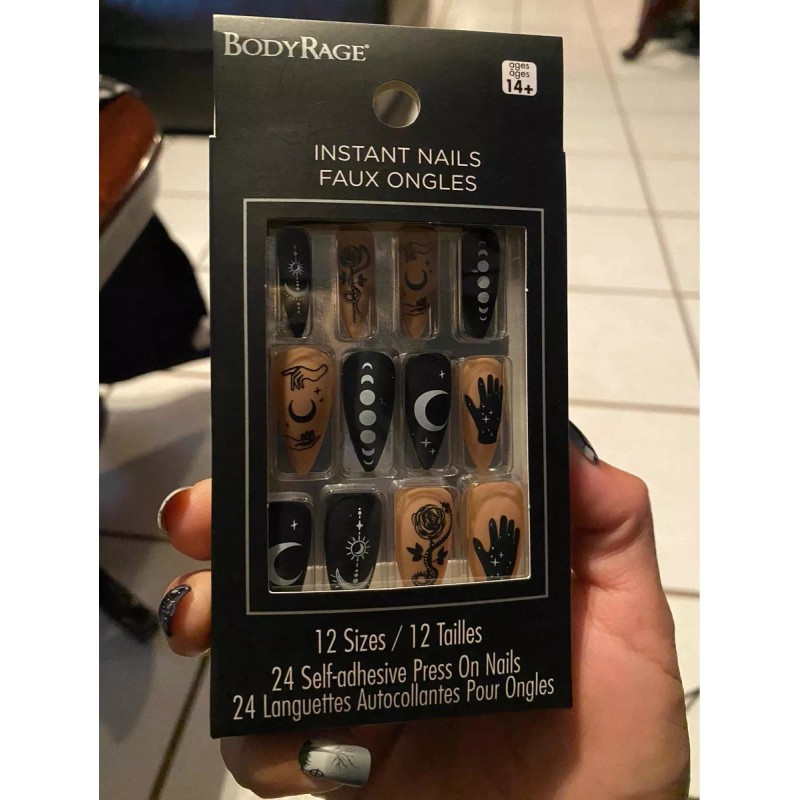 BODYRAGE®
ages
âges
14+
INSTANT NAILS
FAUX ONGLES
12 Sizes / 12 Tailles
24 Self-adhesive Press On Nails
24 Languettes Autocollantes Pour Ongles